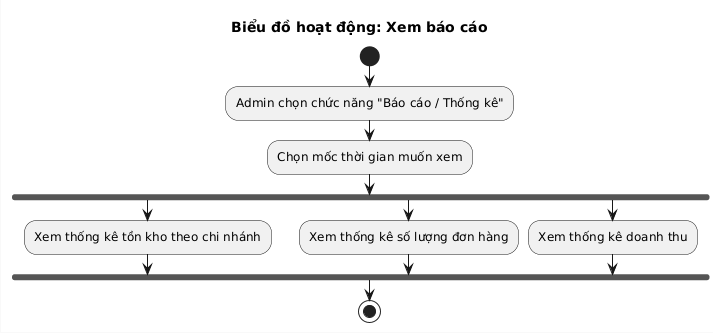 Biểu đồ hoạt động: Xem báo cáo
Admin chọn chức năng "Báo cáo / Thống kê"
Chọn mốc thời gian muốn xem
Xem thống kê tồn kho theo chi nhánh
Xem thống kê số lượng đơn hàng
Xem thống kê doanh thu